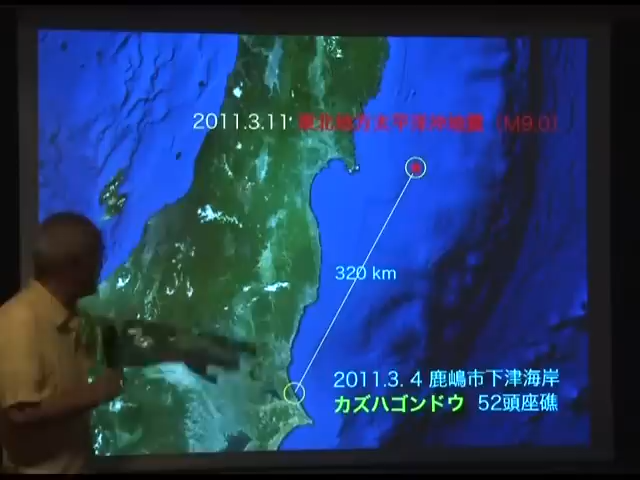 2011.3.11 東北地方太平洋沖地震 (M9.0)
320 km
2011.3. 4 鹿嶋市下津海岸
カズハゴンドウ 52頭座礁